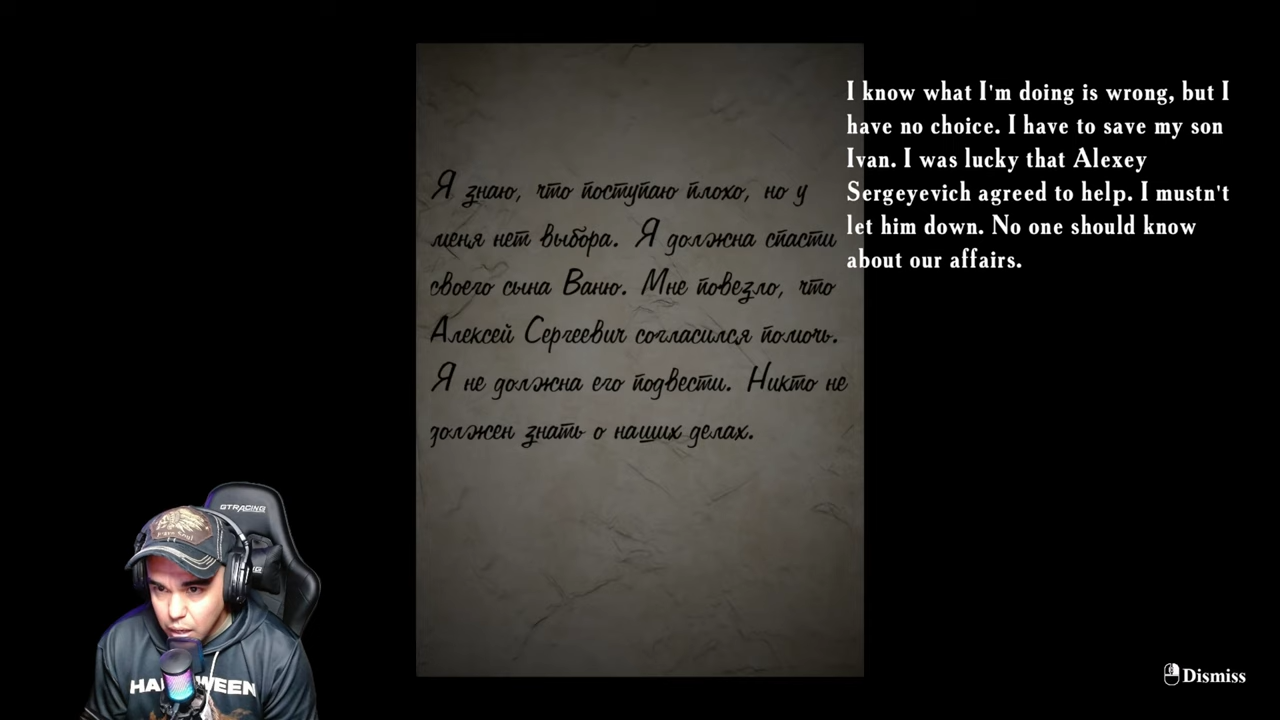 Я знаю, что поступаю плохо, но у
меня нет выбора. Я должна спасти
своего сына Ваню. Мне повезло, что
Алексей Сергеевич согласился помочь.
Я не должна его подвести. Никто не
должен знать о наших делах.
I know what I'm doing is wrong, but I
have no choice. I have to save my son
Ivan. I was lucky that Alexey
Sergeyevich agreed to help. I mustn't
let him down. No one should know
about our affairs.
GTRACING
Dismiss